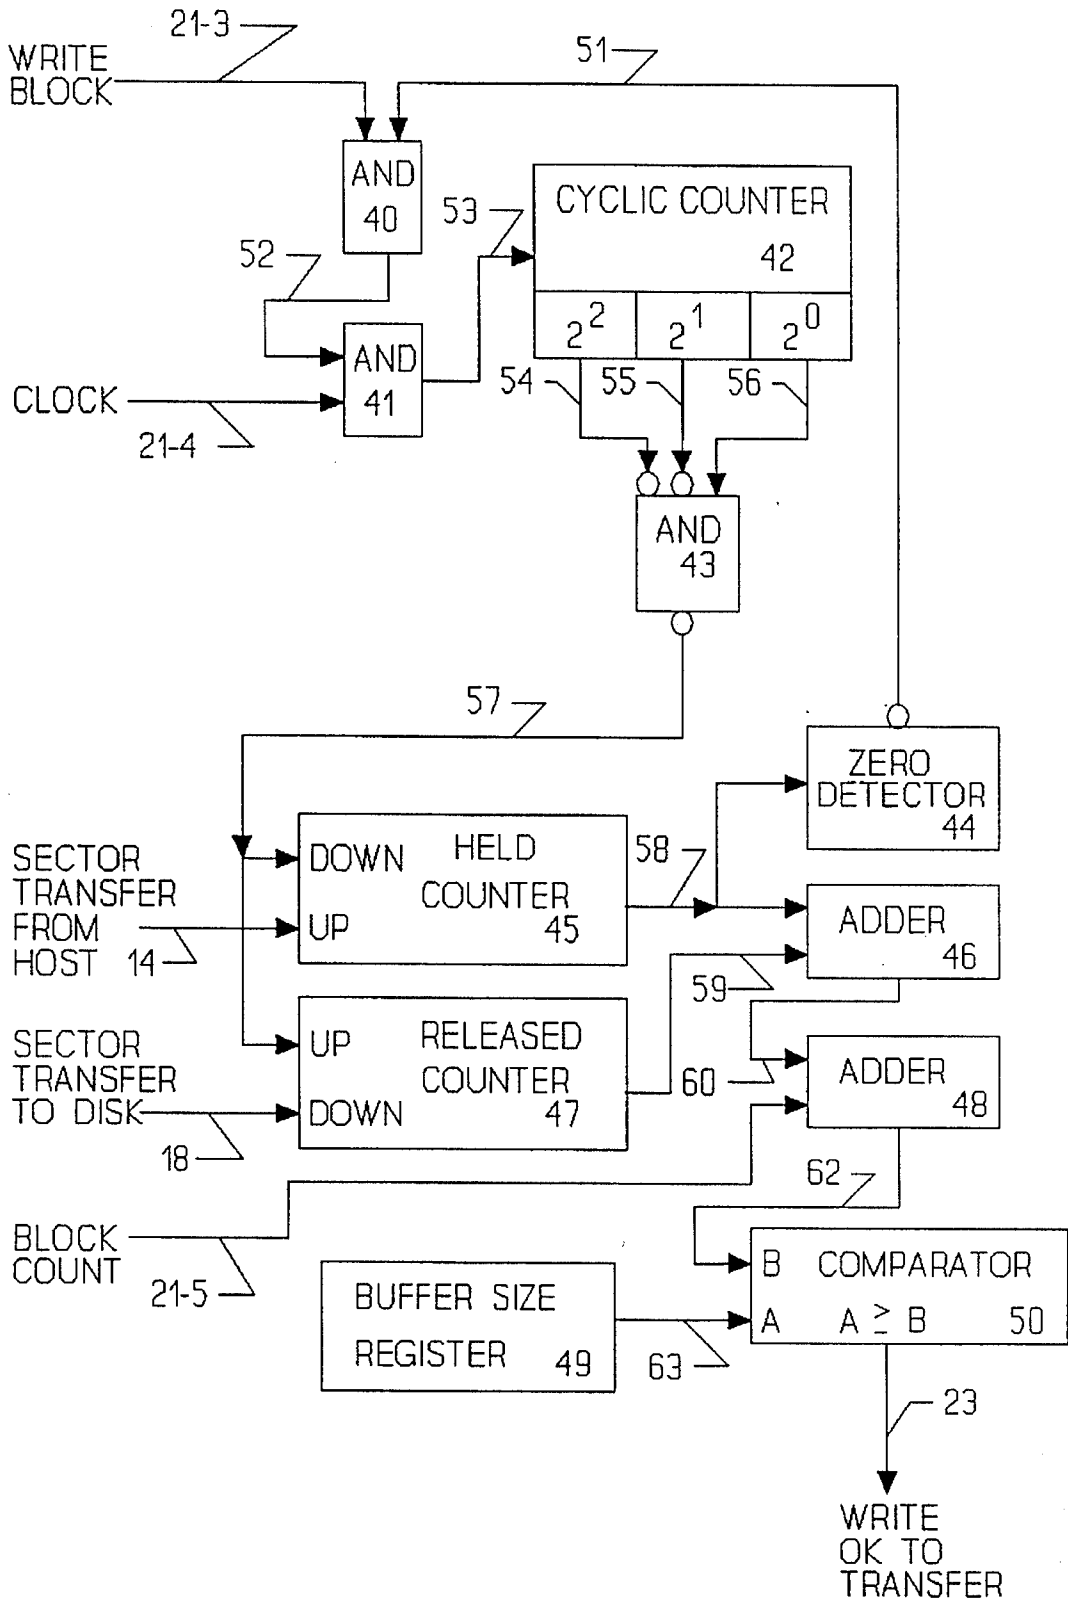 21-3
51
WRITE
BLOCK
AND
40
CYCLIC COUNTER
42
53
52
2^2
2^1
2^0
AND
41
54
55
56
CLOCK
21-4
AND
43
57
ZERO
DETECTOR
44
SECTOR
TRANSFER
FROM
HOST
14
DOWN
HELD
COUNTER
UP
45
58
ADDER
46
59
SECTOR
TRANSFER
TO DISK
18
UP
RELEASED
COUNTER
DOWN
47
60
ADDER
48
62
BLOCK
COUNT
21-5
BUFFER SIZE
REGISTER
49
63
B COMPARATOR
A A ≥ B 50
23
WRITE
OK TO
TRANSFER